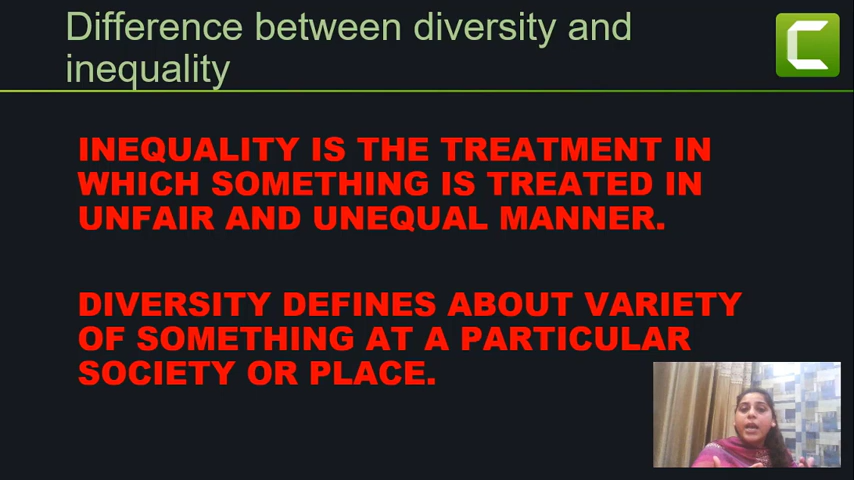 Difference between diversity and
inequality
INEQUALITY IS THE TREATMENT IN
WHICH SOMETHING IS TREATED IN
UNFAIR AND UNEQUAL MANNER.
DIVERSITY DEFINES ABOUT VARIETY
OF SOMETHING AT A PARTICULAR
SOCIETY OR PLACE.